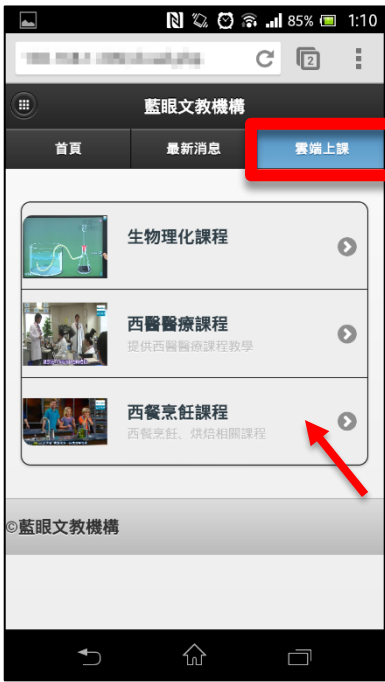 85% 1:10
2
藍眼文教機構
首頁 最新消息 雲端上課
生物理化課程
西醫醫療課程
提供西醫醫療課程教學
西餐烹飪課程
西餐烹飪、烘焙相關課程
©藍眼文教機構